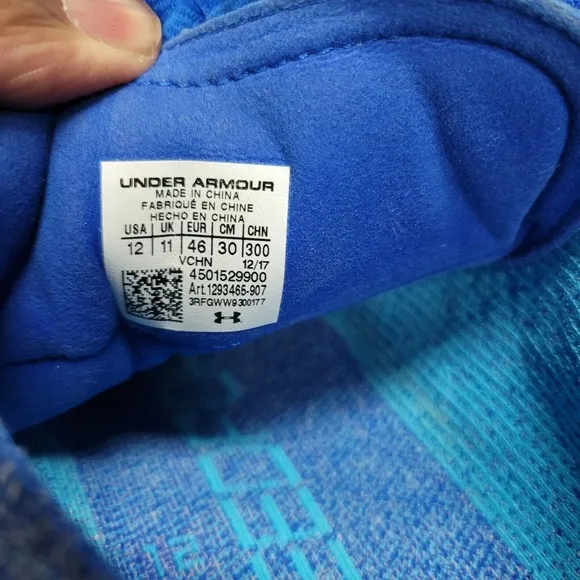 UNDER ARMOUR
MADE IN CHINA
FABRIQUÉ EN CHINE
HECHO EN CHINA
USA UK EUR CM CHN
12 11 46 30 300
VCHN 12/17
4501529900
Art.1293465-907
3RFGWW9300177
12